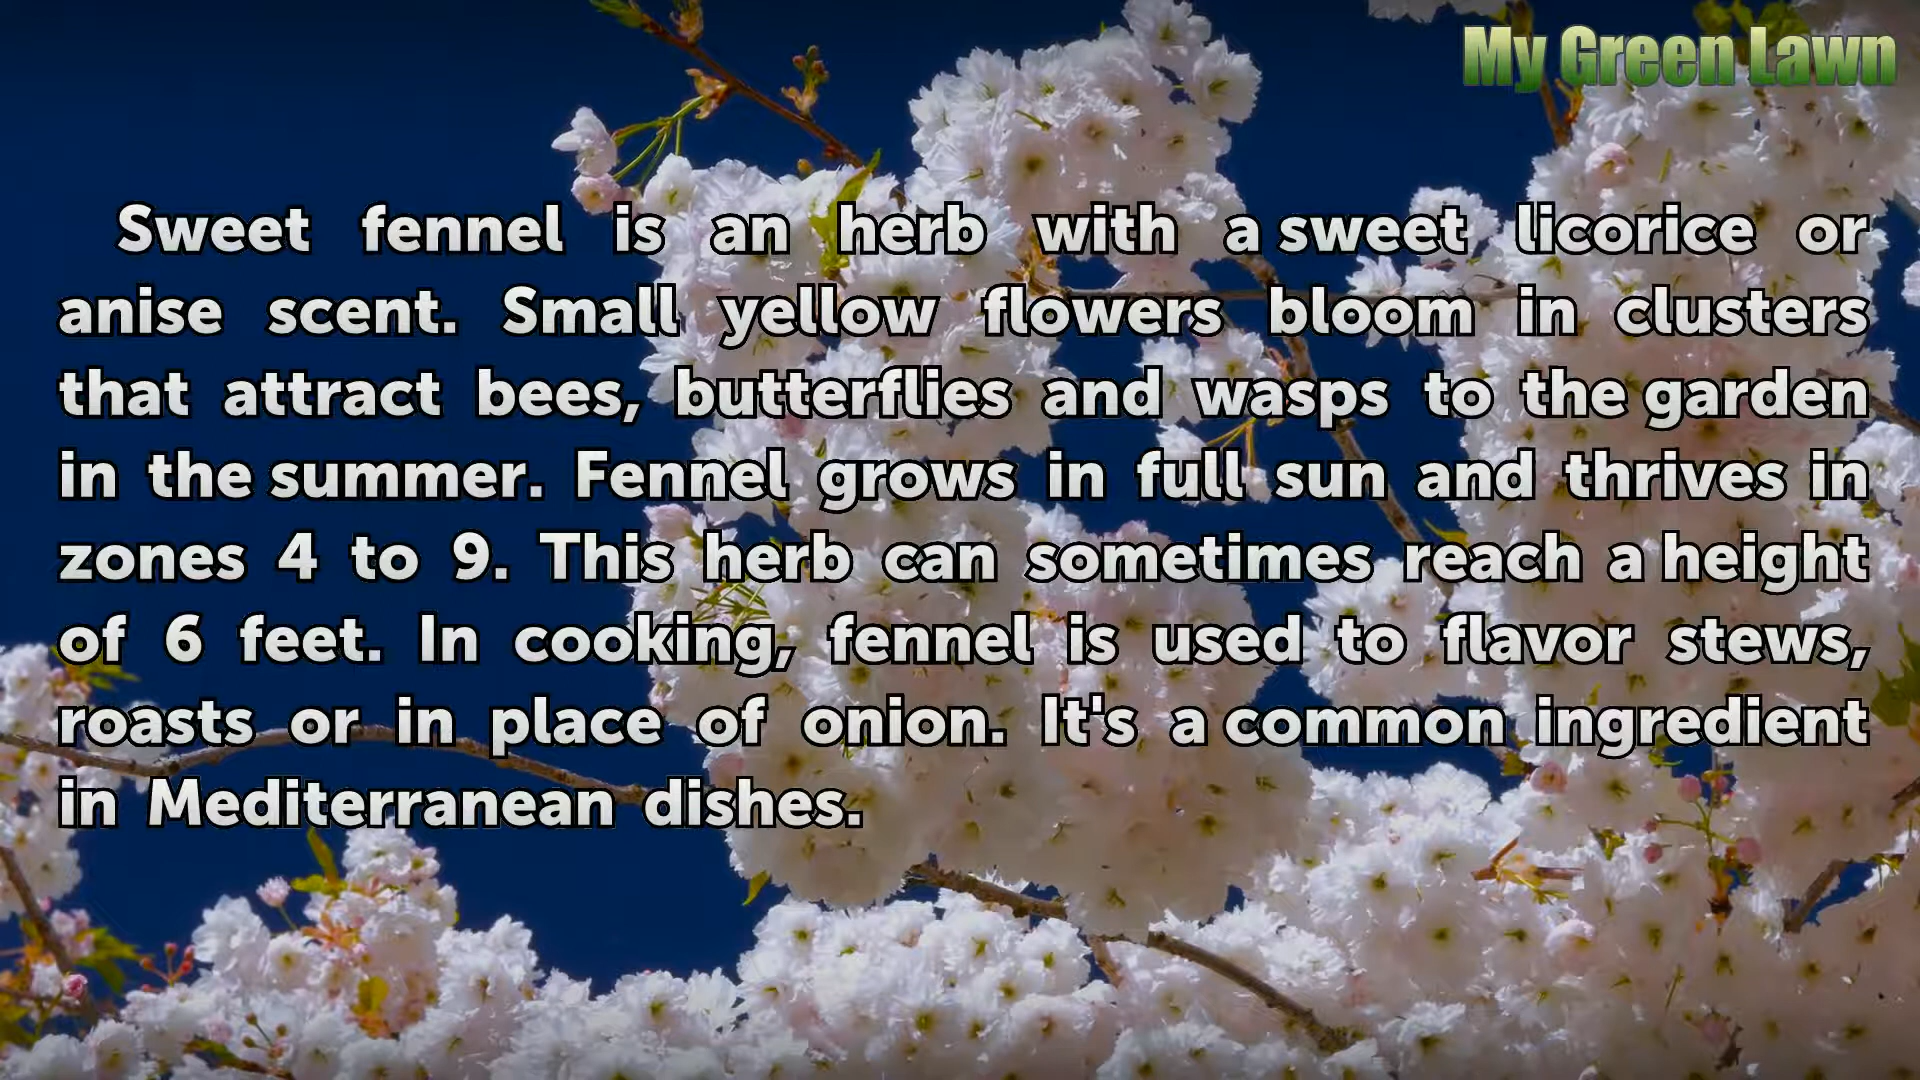 My Green Lawn
Sweet fennel is an herb with a sweet licorice or
anise scent. Small yellow flowers bloom in clusters
that attract bees, butterflies and wasps to the garden
in the summer. Fennel grows in full sun and thrives in
zones 4 to 9. This herb can sometimes reach a height
of 6 feet. In cooking, fennel is used to flavor stews,
roasts or in place of onion. It's a common ingredient
in Mediterranean dishes.